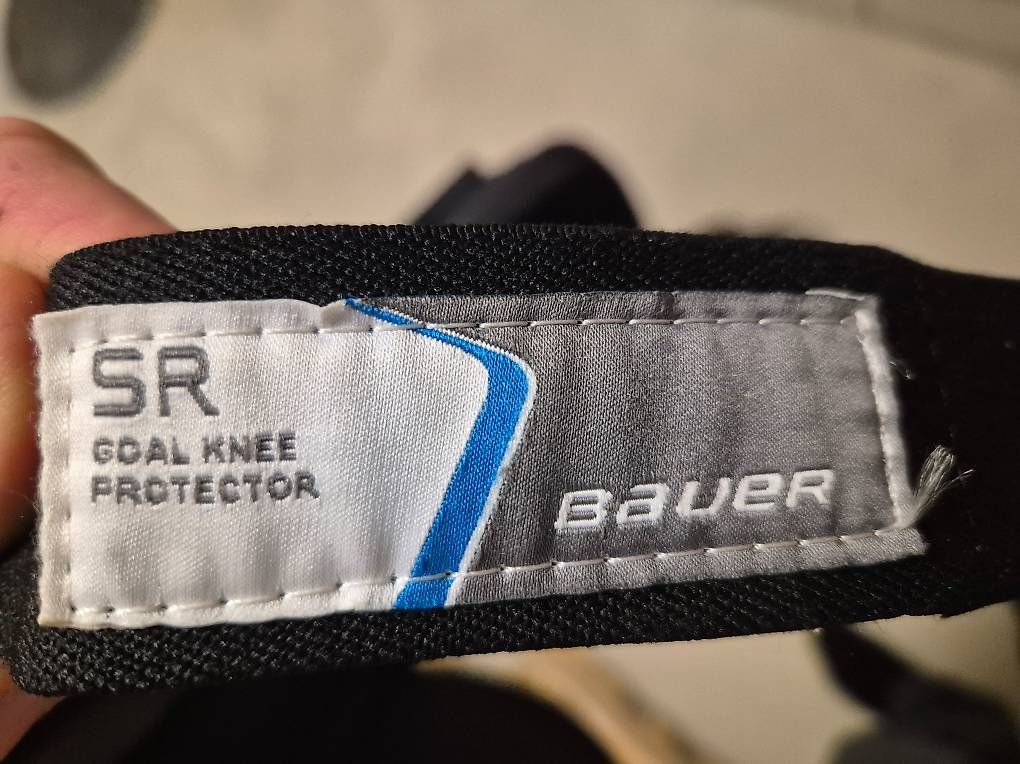 SR
GOAL KNEE
PROTECTOR
BAUER